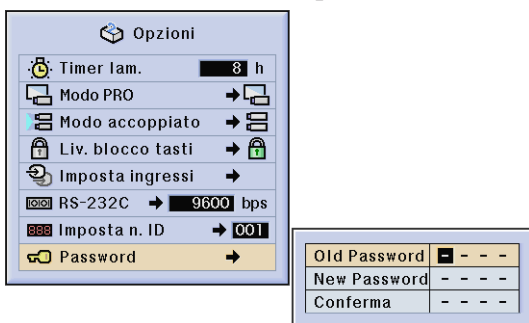 Opzioni
Timer lam. 8 h
Modo PRO
Modo accoppiato
Liv. blocco tasti
Imposta ingressi
RS-232C 9600 bps
888 Imposta n. ID 001
Password
Old Password - - - -
New Password - - - -
Conferma - - - -